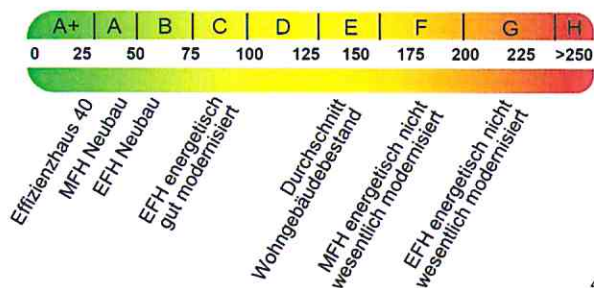 A+ A B C D E F G H
0 25 50 75 100 125 150 175 200 225 >250
Effizienzhaus 40
MFH Neubau
EFH Neubau
EFH energetisch
gut modernisiert
Durchschnitt
Wohngebäudebestand
MFH energetisch nicht
wesentlich modernisiert
EFH energetisch nicht
wesentlich modernisiert